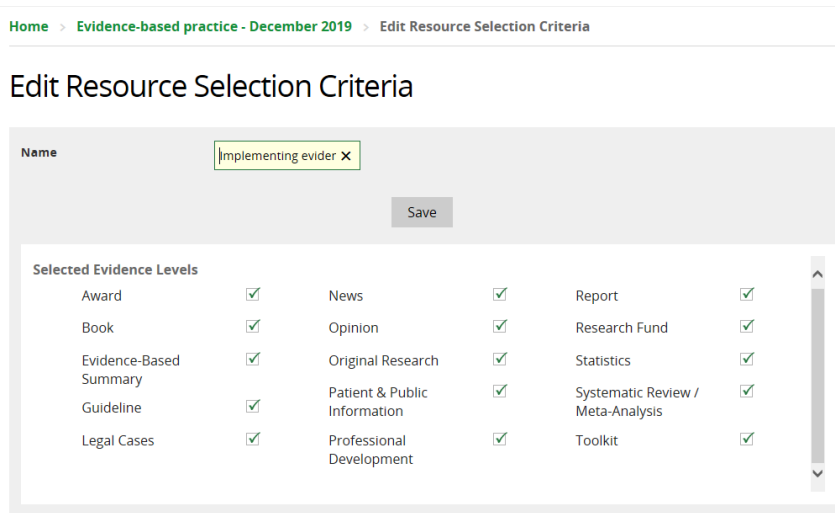 Home > Evidence-based practice - December 2019 > Edit Resource Selection Criteria
Edit Resource Selection Criteria
Name
Implementing evider
Save
Selected Evidence Levels
Award News Report
Book Opinion Research Fund
Evidence-Based Summary Original Research Statistics
Guideline Patient & Public Information Systematic Review / Meta-Analysis
Legal Cases Professional Development Toolkit